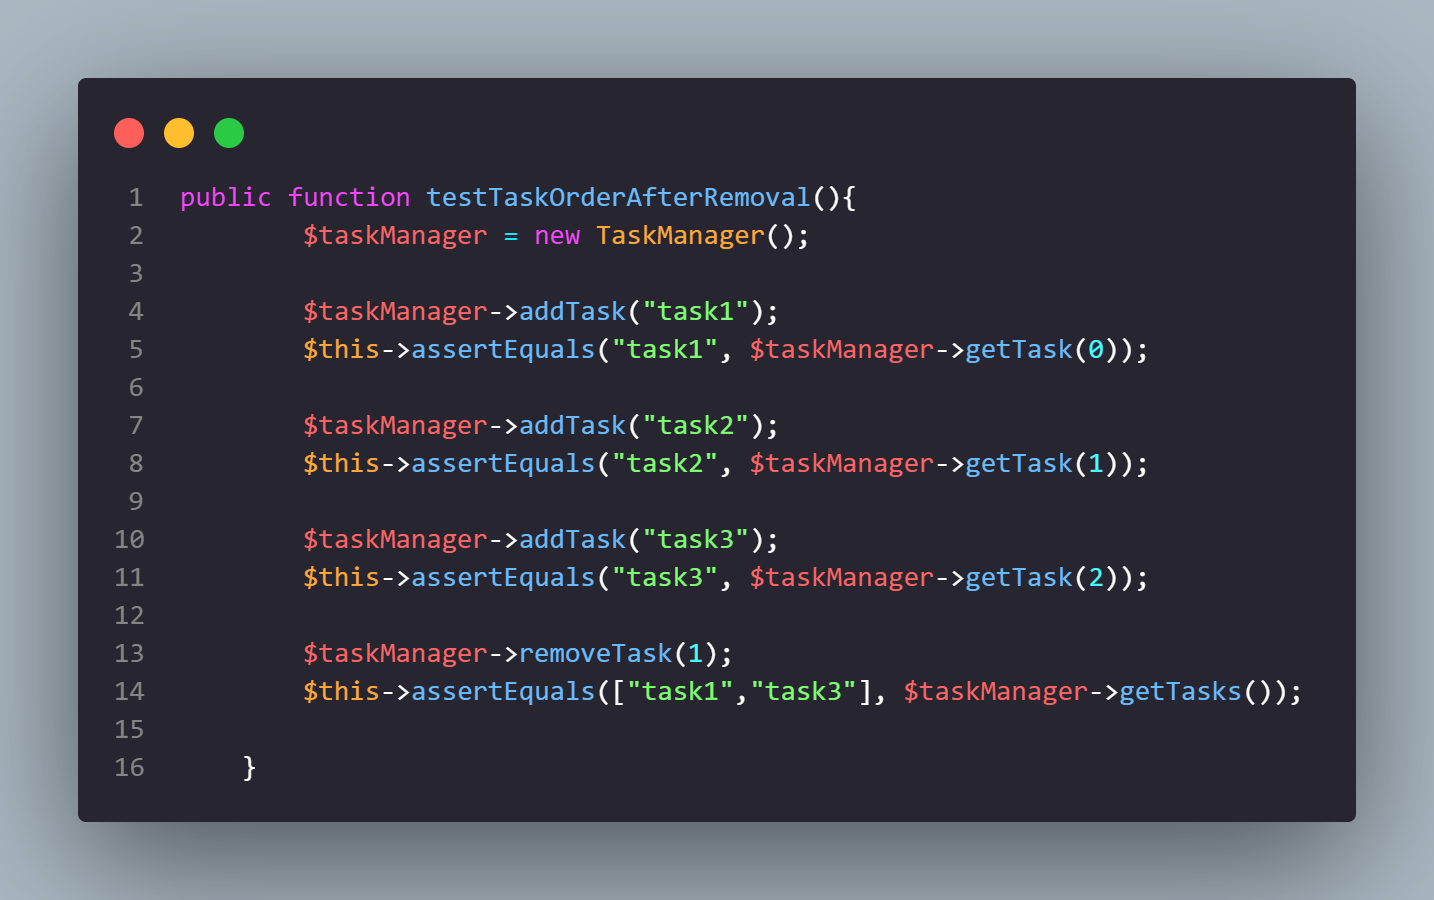 1 public function testTaskOrderAfterRemoval(){
2 $taskManager = new TaskManager();
3
4 $taskManager->addTask("task1");
5 $this->assertEquals("task1", $taskManager->getTask(0));
6
7 $taskManager->addTask("task2");
8 $this->assertEquals("task2", $taskManager->getTask(1));
9
10 $taskManager->addTask("task3");
11 $this->assertEquals("task3", $taskManager->getTask(2));
12
13 $taskManager->removeTask(1);
14 $this->assertEquals(["task1","task3"], $taskManager->getTasks());
15
16 }